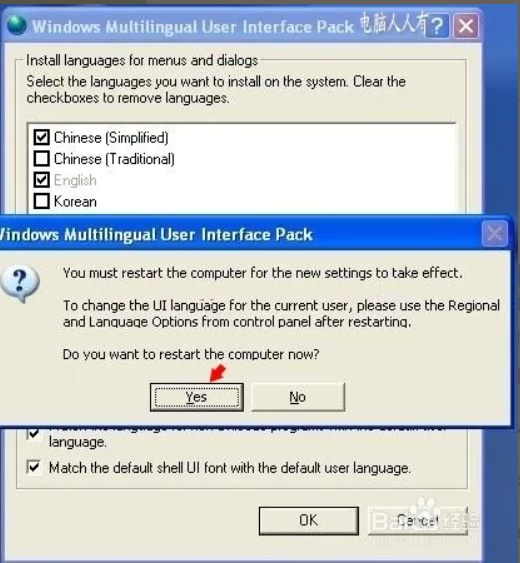 Windows Multilingual User Interface Pack 电脑人人有
Install languages for menus and dialogs
Select the languages you want to install on the system. Clear the
checkboxes to remove languages.
Chinese (Simplified)
Chinese (Traditional)
English
Korean
Windows Multilingual User Interface Pack
You must restart the computer for the new settings to take effect.
To change the UI language for the current user, please use the Regional
and Language Options from control panel after restarting.
Do you want to restart the computer now?
Yes No
language.
Match the default shell UI font with the default user language.
OK Cancel
Bai 经验